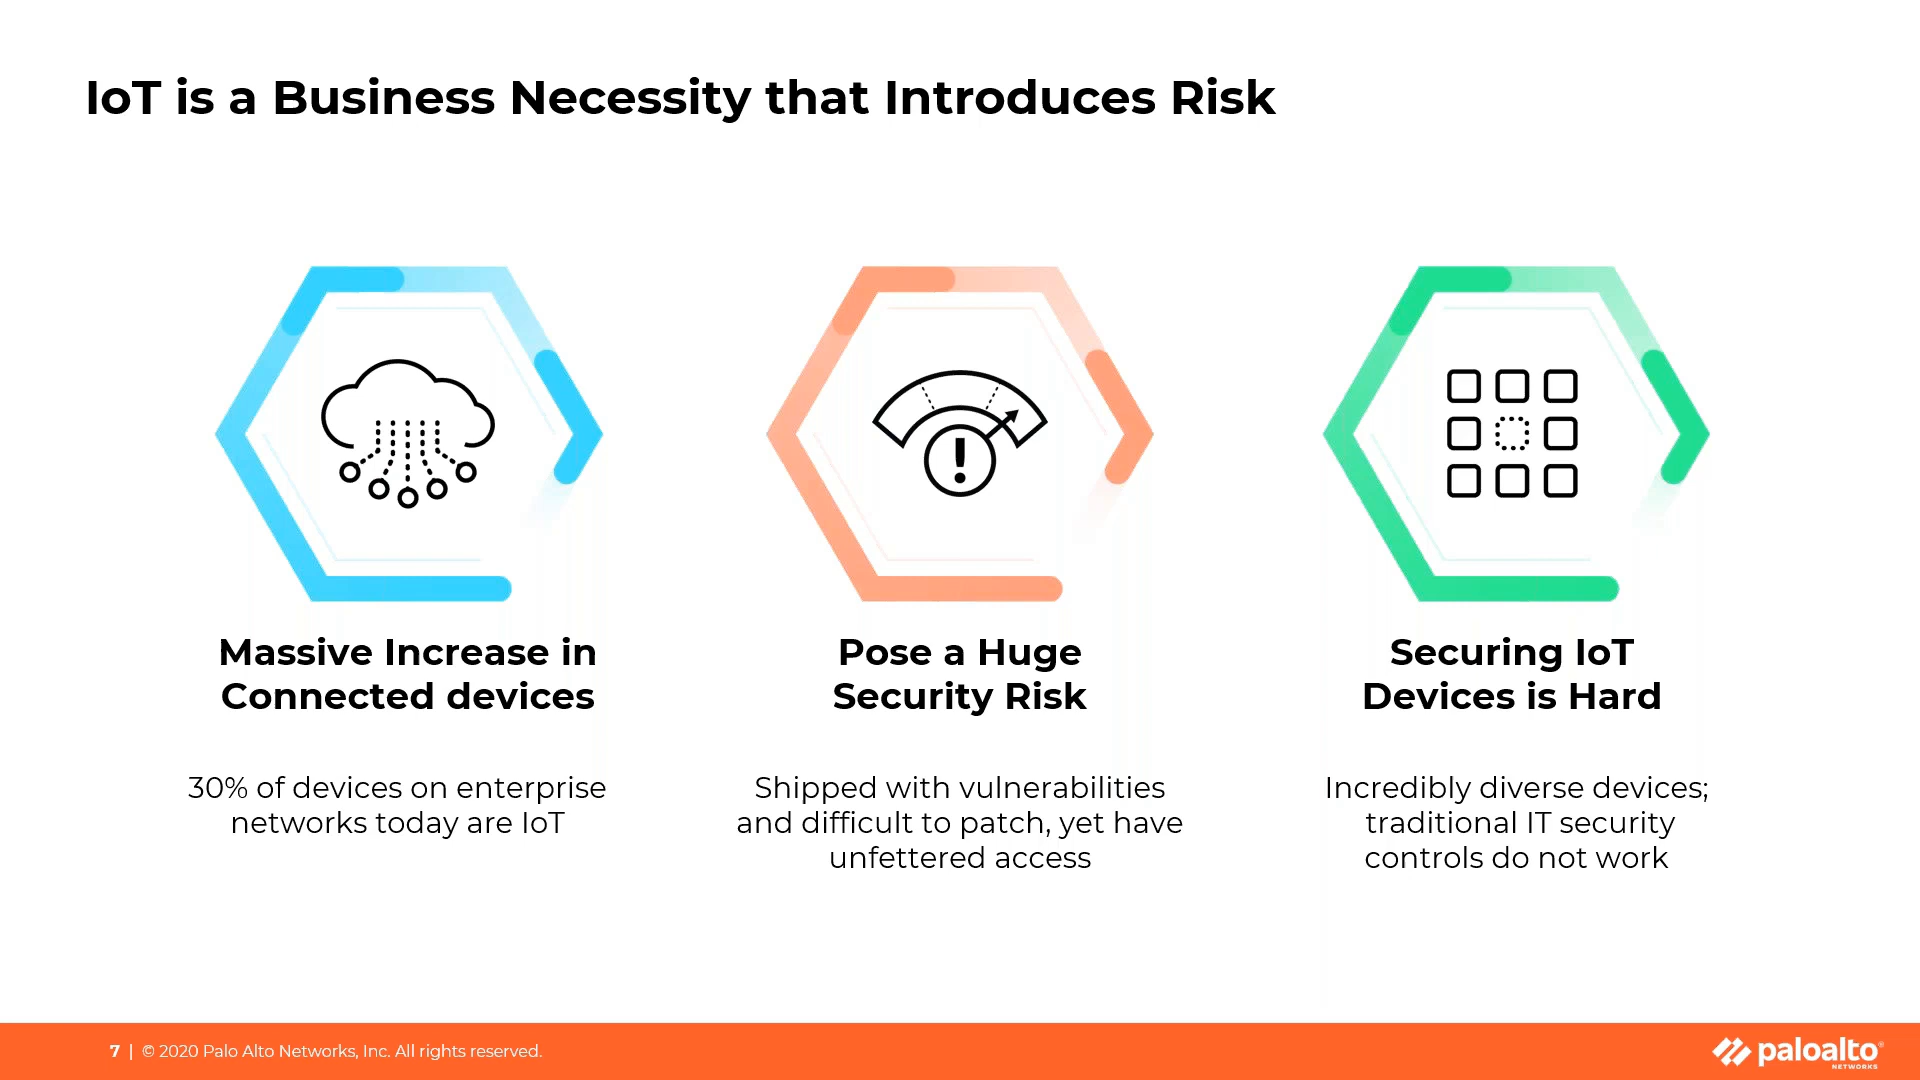 IoT is a Business Necessity that Introduces Risk
Massive Increase in
Connected devices
30% of devices on enterprise
networks today are IoT
Pose a Huge
Security Risk
Shipped with vulnerabilities
and difficult to patch, yet have
unfettered access
Securing IoT
Devices is Hard
Incredibly diverse devices;
traditional IT security
controls do not work
7 | © 2020 Palo Alto Networks, Inc. All rights reserved.
paloalto®
NETWORKS